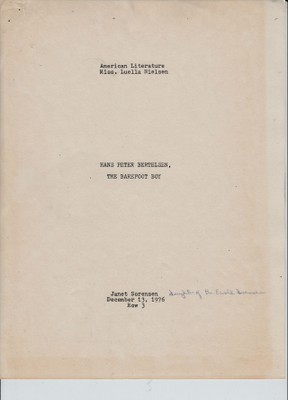 American Literature
Miss. Luella Nielsen
HANS PETER BERTELSEN,
THE BAREFOOT BOY
Janet Sorensen
December 13, 1976
Row 3